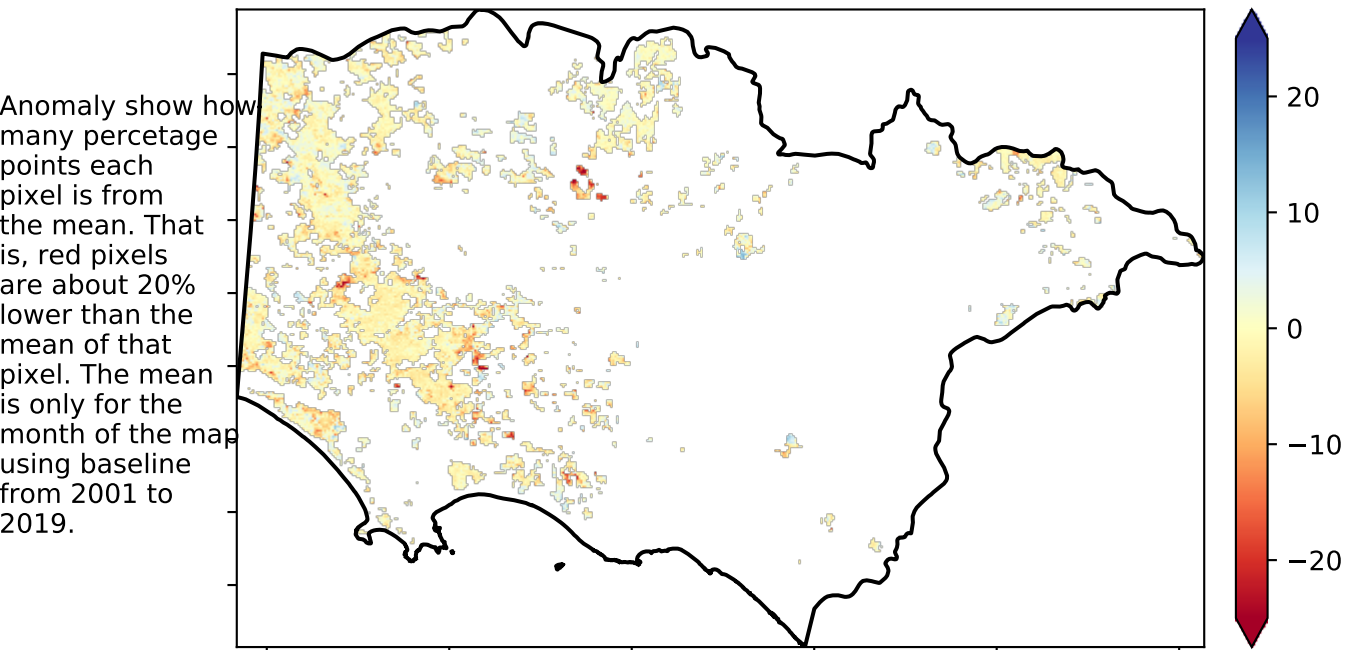 Anomaly show how
many percetage
points each
pixel is from
the mean. That
is, red pixels
are about 20%
lower than the
mean of that
pixel. The mean
is only for the
month of the map
using baseline
from 2001 to
2019.
20
10
0
−10
−20